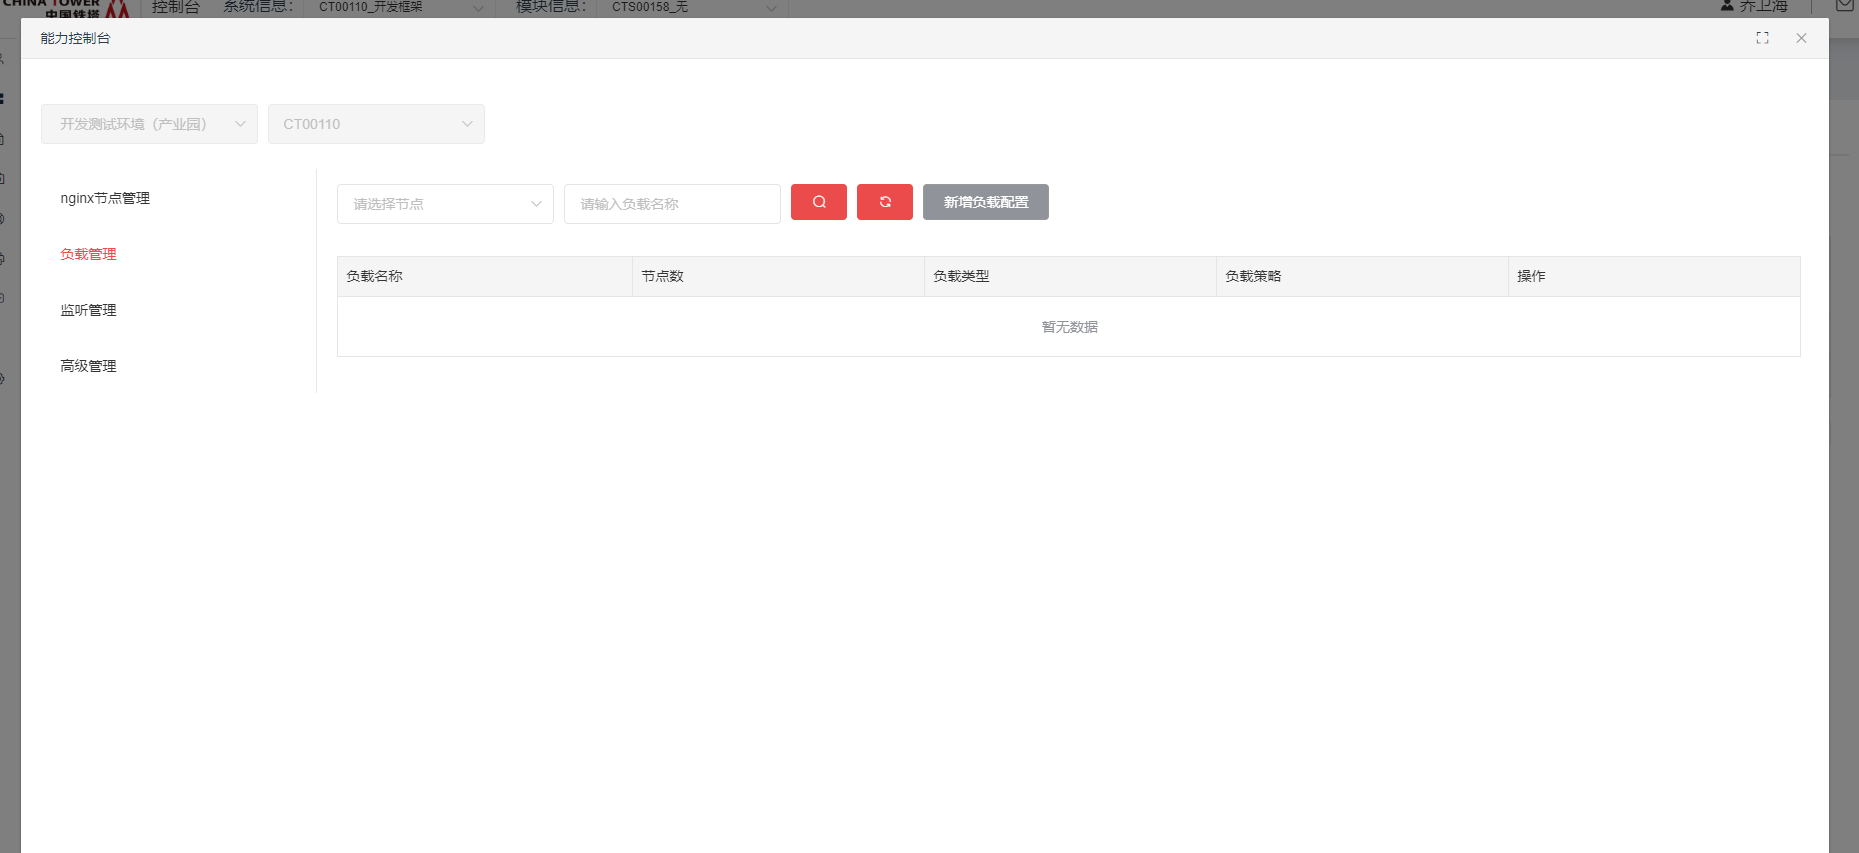 CHINA TOWER
中国铁塔
控制台
系统信息：
CT00110_开发框架
模块信息：
CTS00158_无
乔卫海
能力控制台
开发测试环境（产业园）
CT00110
nginx节点管理
负载管理
监听管理
高级管理
请选择节点
请输入负载名称
新增负载配置
负载名称 节点数 负载类型 负载策略 操作
暂无数据